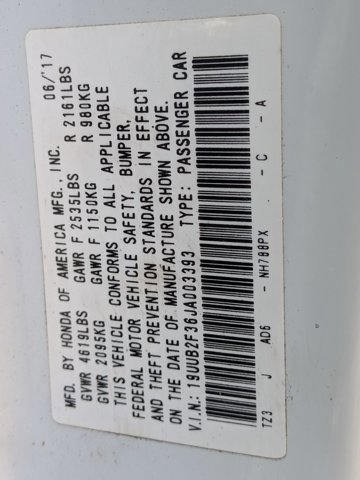 MFD. BY HONDA OF AMERICA MFG., INC. 06/'17
GVWR 4619LBS GAWR F 2535LBS R 2161LBS
GVWR 2095KG GAWR F 1150KG R 980KG
THIS VEHICLE CONFORMS TO ALL APPLICABLE
FEDERAL MOTOR VEHICLE SAFETY, BUMPER,
AND THEFT PREVENTION STANDARDS IN EFFECT
ON THE DATE OF MANUFACTURE SHOWN ABOVE.
V.I.N.: 19UUB2F36JA003393 TYPE: PASSENGER CAR
TZ3 J AD6 - NH788PX - C - A